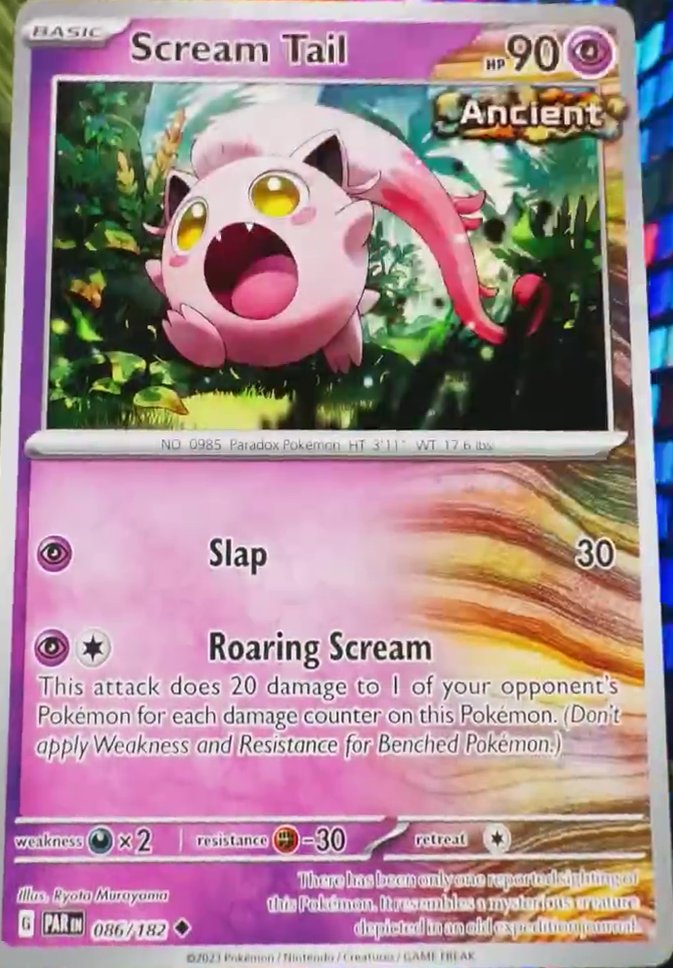 BASIC
Scream Tail
HP 90
Ancient
NO 0985 Paradox Pokémon HT 3'11" WT 17.6 lbs
Slap 30
Roaring Scream
This attack does 20 damage to 1 of your opponent's
Pokémon for each damage counter on this Pokémon. (Don't
apply Weakness and Resistance for Benched Pokémon.)
weakness ×2 resistance -30 retreat
There has been only one reported sighting of
this Pokémon. It resembles a mysterious creature
depicted in an old expedition journal.
Illus. Ryota Murayama
G PAR EN 086/182
©2023 Pokémon / Nintendo / Creatures / GAME FREAK